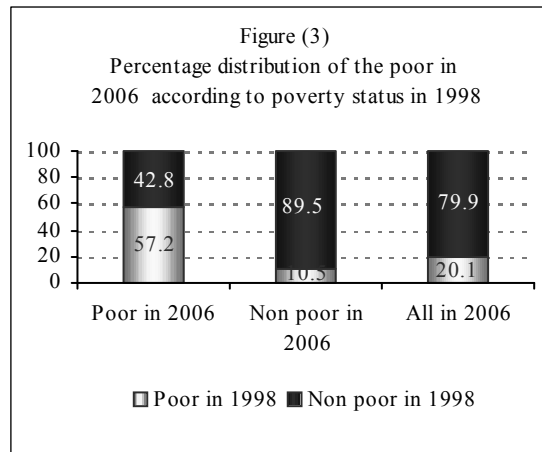 Figure (3)
Percentage distribution of the poor in
2006 according to poverty status in 1998
100
80
60
40
20
0
42.8
57.2
89.5
10.5
79.9
20.1
Poor in 2006
Non poor in
2006
All in 2006
Poor in 1998
Non poor in 1998